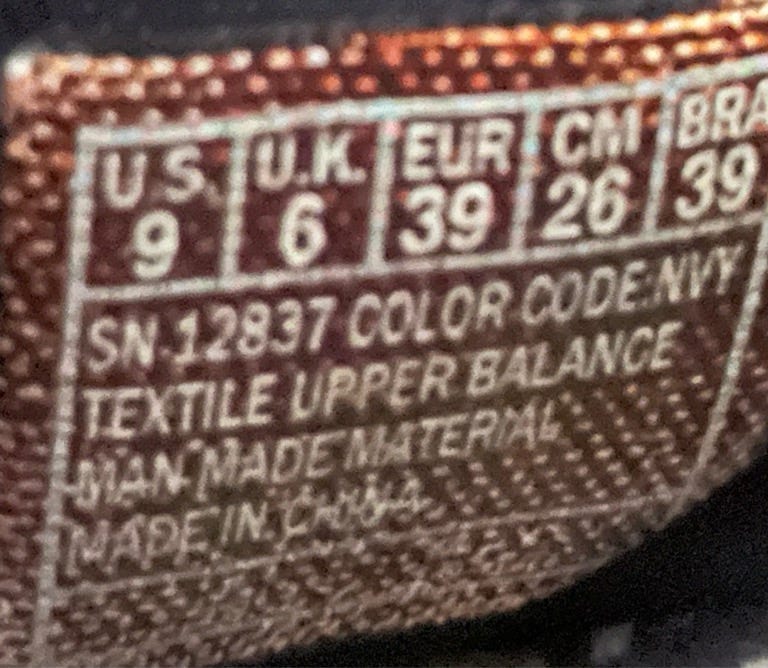 U.S. U.K. EUR CM BRA
9 6 39 26 39
SN.12837 COLOR CODE:NVY
TEXTILE UPPER BALANCE
MAN MADE MATERIAL
MADE IN CHINA